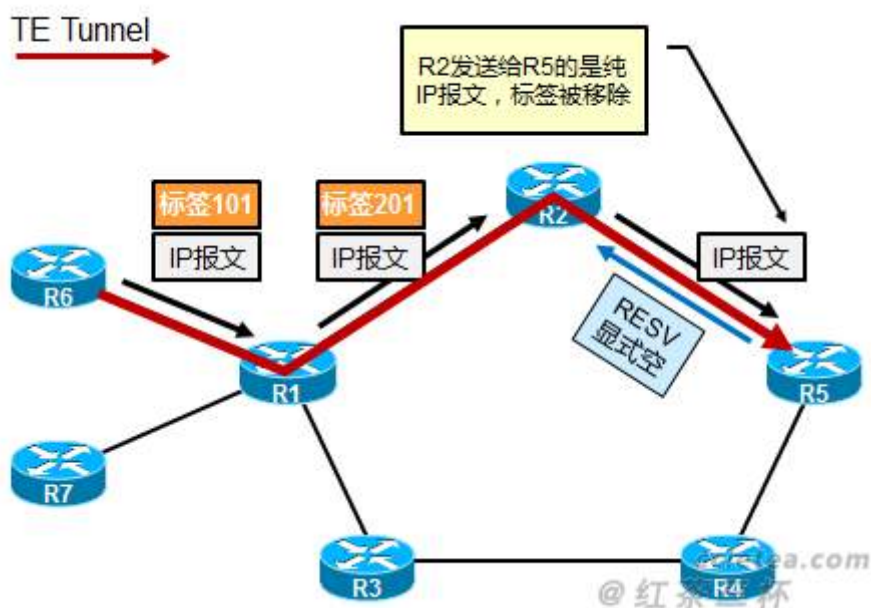 TE Tunnel
R2发送给R5的是纯
IP报文，标签被移除
标签101
标签201
R2
IP报文
IP报文
IP报文
R6
RESV
显式空
R1
R5
R7
R3
R4
@红茶三杯